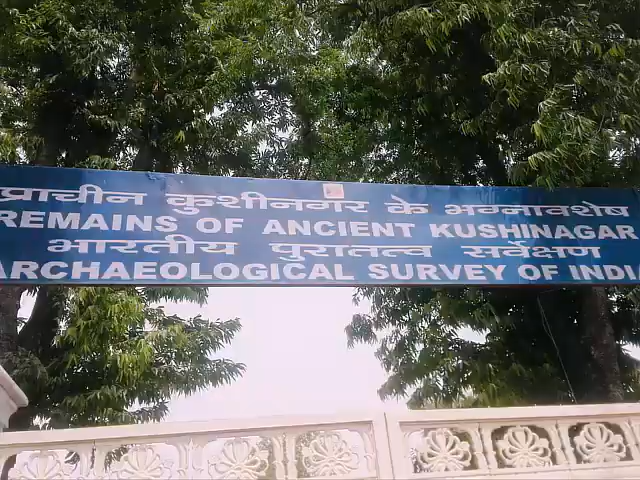 प्राचीन कुशीनगर के भग्नावशेष
REMAINS OF ANCIENT KUSHINAGAR
भारतीय पुरातत्व सर्वेक्षण
ARCHAEOLOGICAL SURVEY OF INDI